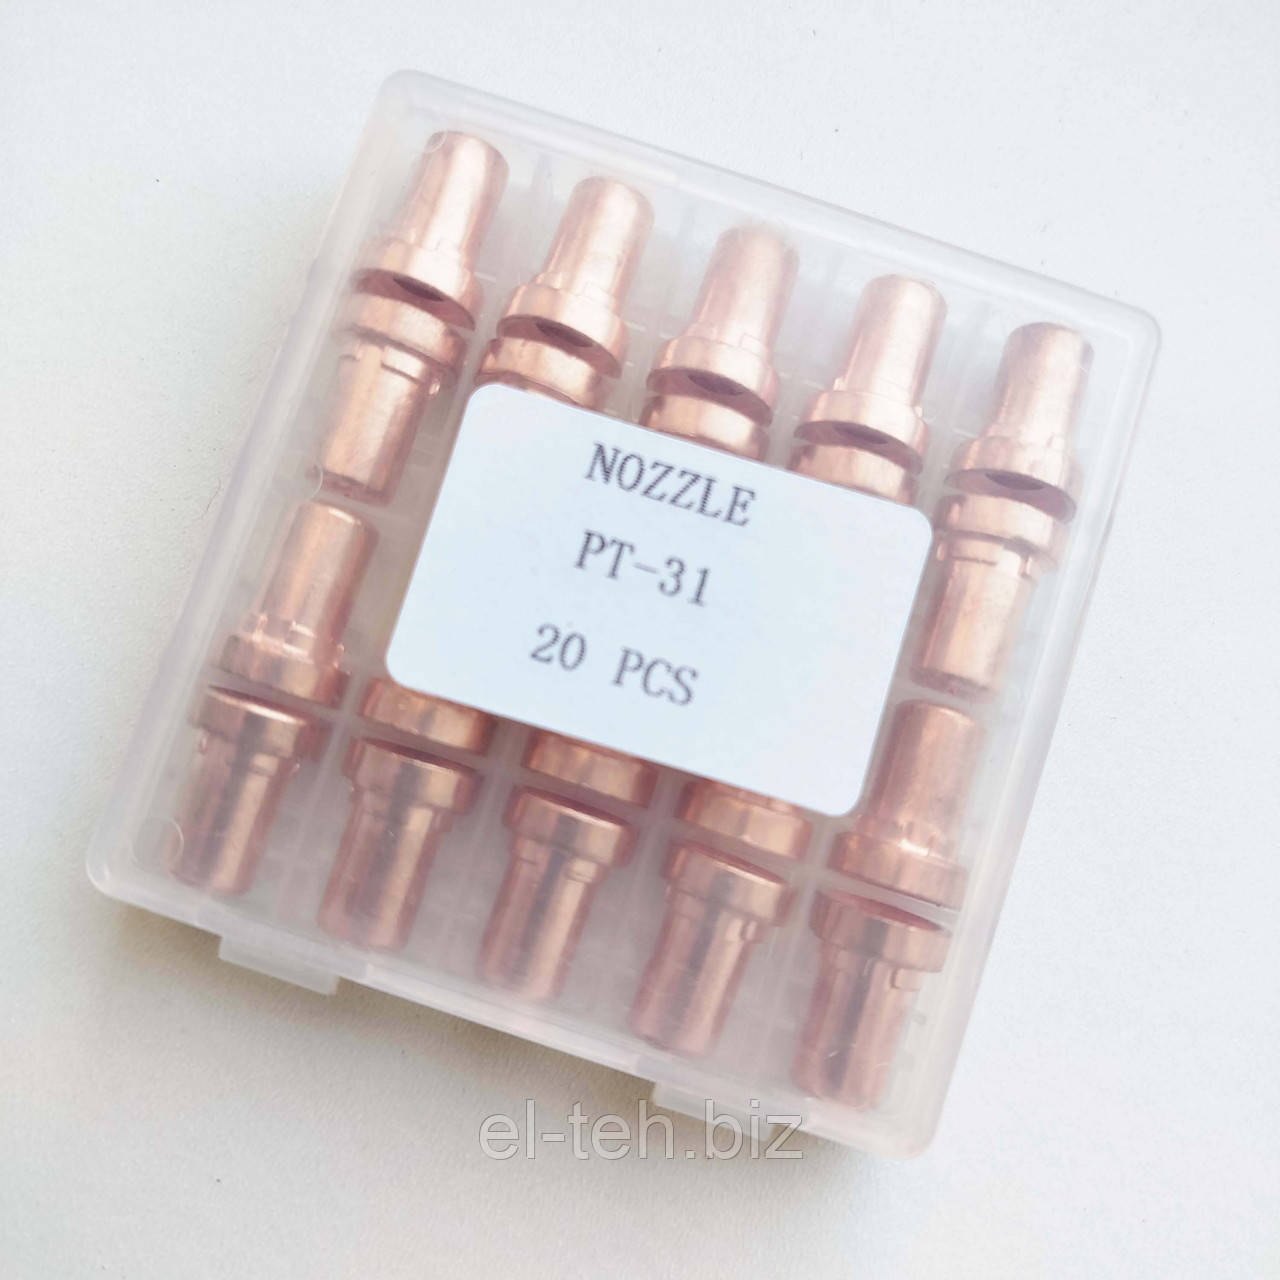 NOZZLE
PT-31
20 PCS
el-teh.biz